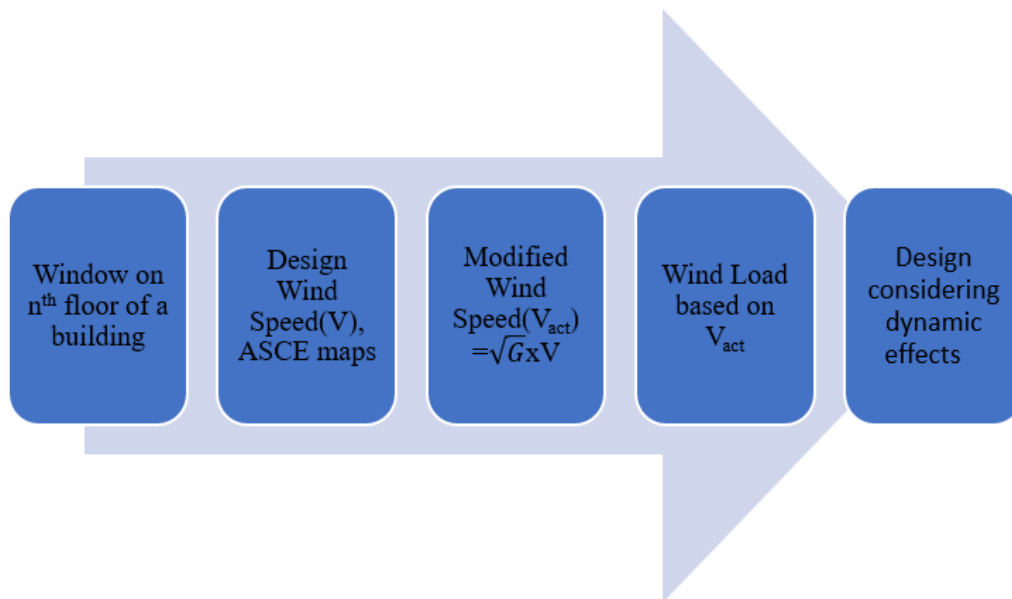 Window on
nᵗʰ floor of a
building
Design
Wind
Speed(V),
ASCE maps
Modified
Wind
Speed(Vₐcₜ)
=√GxV
Wind Load
based on
Vₐcₜ
Design
considering
dynamic
effects